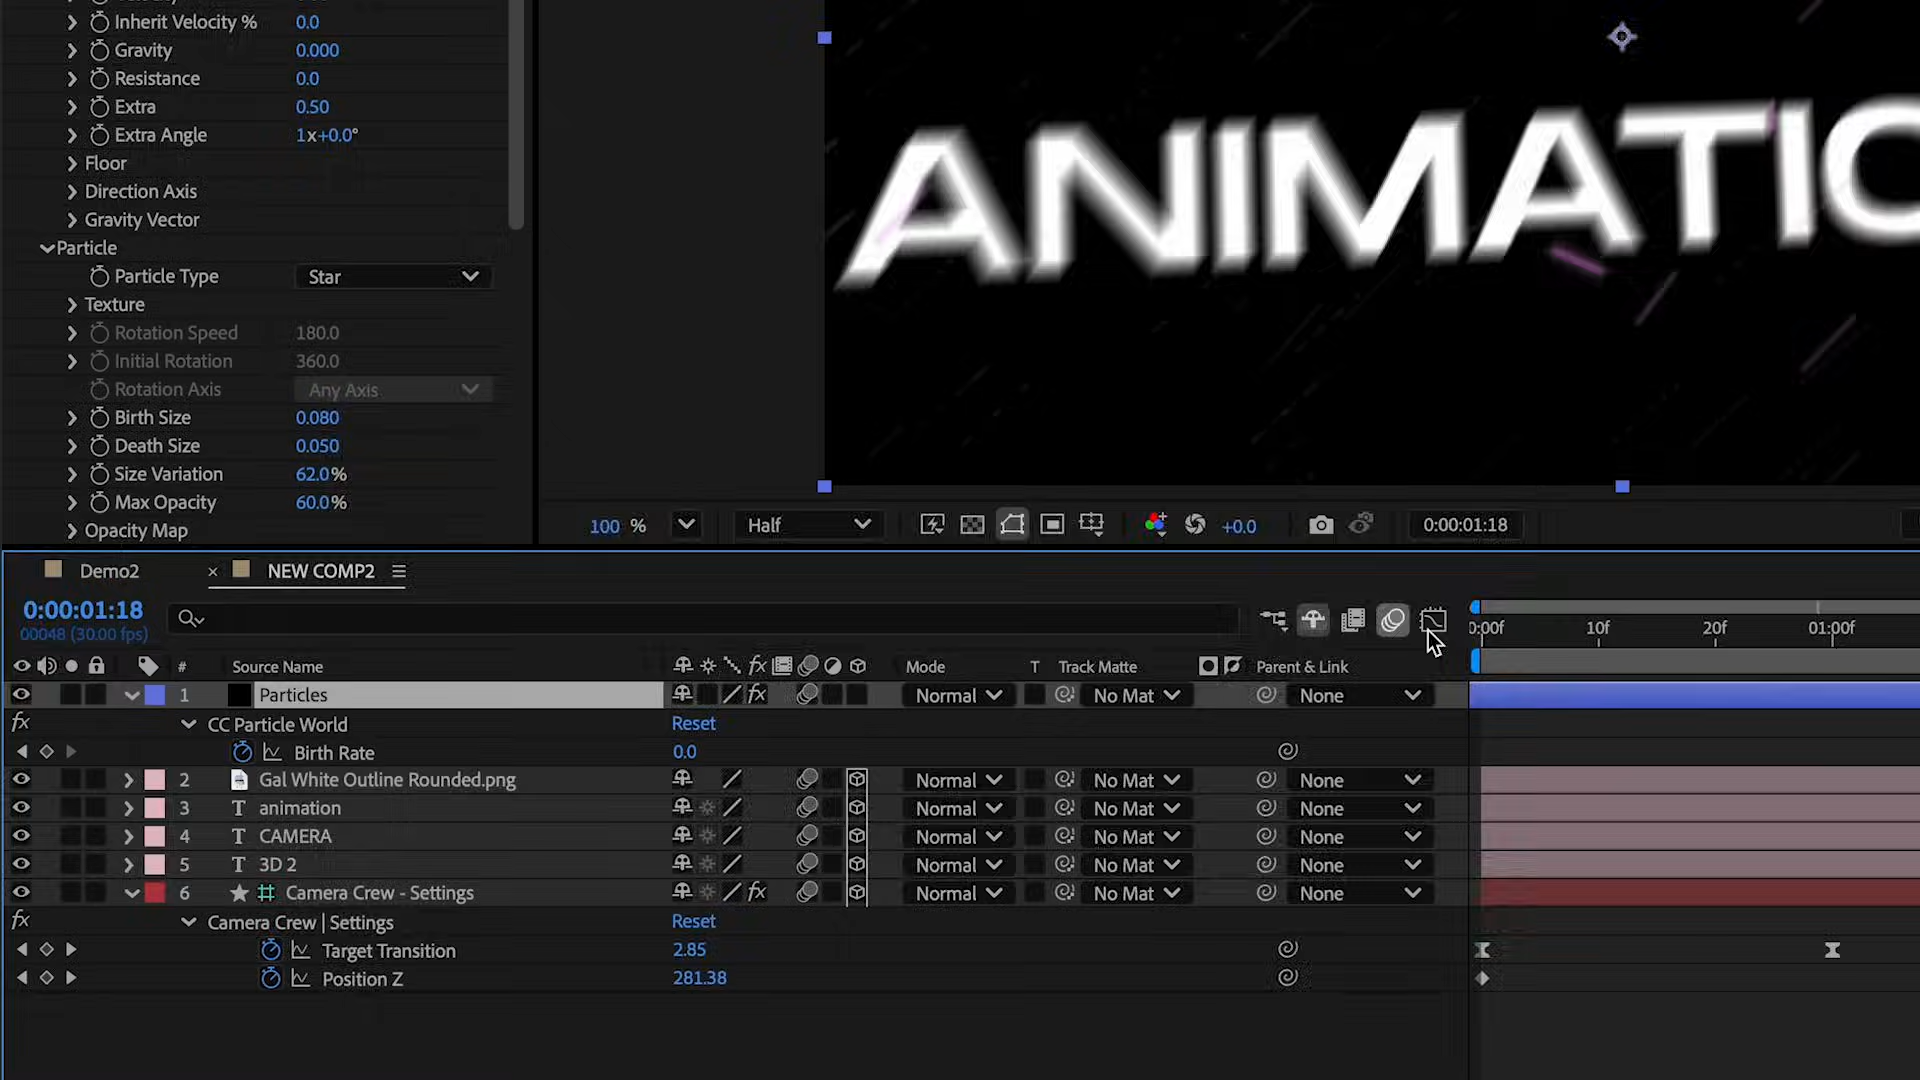 Inherit Velocity % 0.0
Gravity 0.000
Resistance 0.0
Extra 0.50
Extra Angle 1x+0.0°
Floor
Direction Axis
Gravity Vector
Particle
Particle Type Star
Texture
Rotation Speed 180.0
Initial Rotation 360.0
Rotation Axis Any Axis
Birth Size 0.080
Death Size 0.050
Size Variation 62.0%
Max Opacity 60.0%
Opacity Map
ANIMATIO
100 % Half +0.0 0:00:01:18
Demo2 × NEW COMP2
0:00:01:18
00048 (30.00 fps)
0:00f 10f 20f 01:00f
# Source Name fx Mode T Track Matte Parent & Link
1 Particles fx Normal No Mat None
fx CC Particle World Reset
Birth Rate 0.0
2 Gal White Outline Rounded.png Normal No Mat None
3 T animation Normal No Mat None
4 T CAMERA Normal No Mat None
5 T 3D 2 Normal No Mat None
6 Camera Crew - Settings fx Normal No Mat None
fx Camera Crew | Settings Reset
Target Transition 2.85
Position Z 281.38